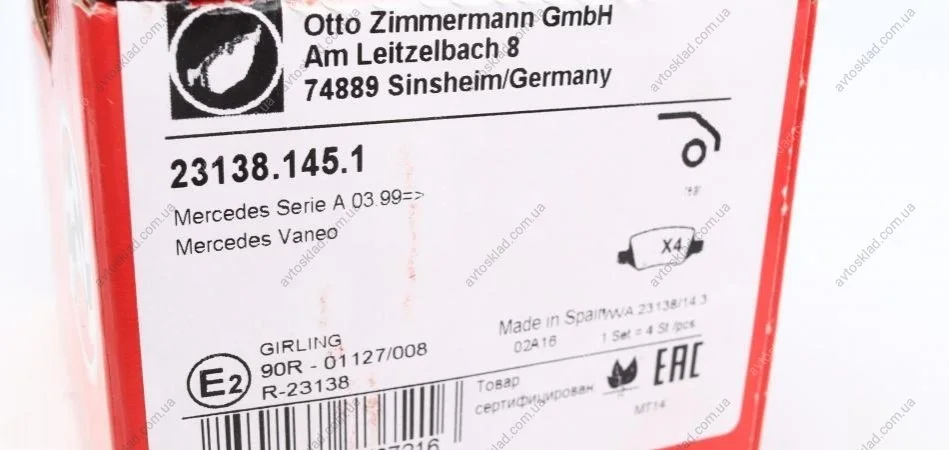 Otto Zimmermann GmbH
Am Leitzelbach 8
74889 Sinsheim/Germany
23138.145.1
Mercedes Serie A 03.99=>
Mercedes Vaneo
X4
Made in Spain
WVA 23138/14.3
02A16
1 Set = 4 St./pcs.
GIRLING
90R - 01127/008
R-23138
E2
Товар
сертифицирован
EAC
MT14
avtosklad.com.ua